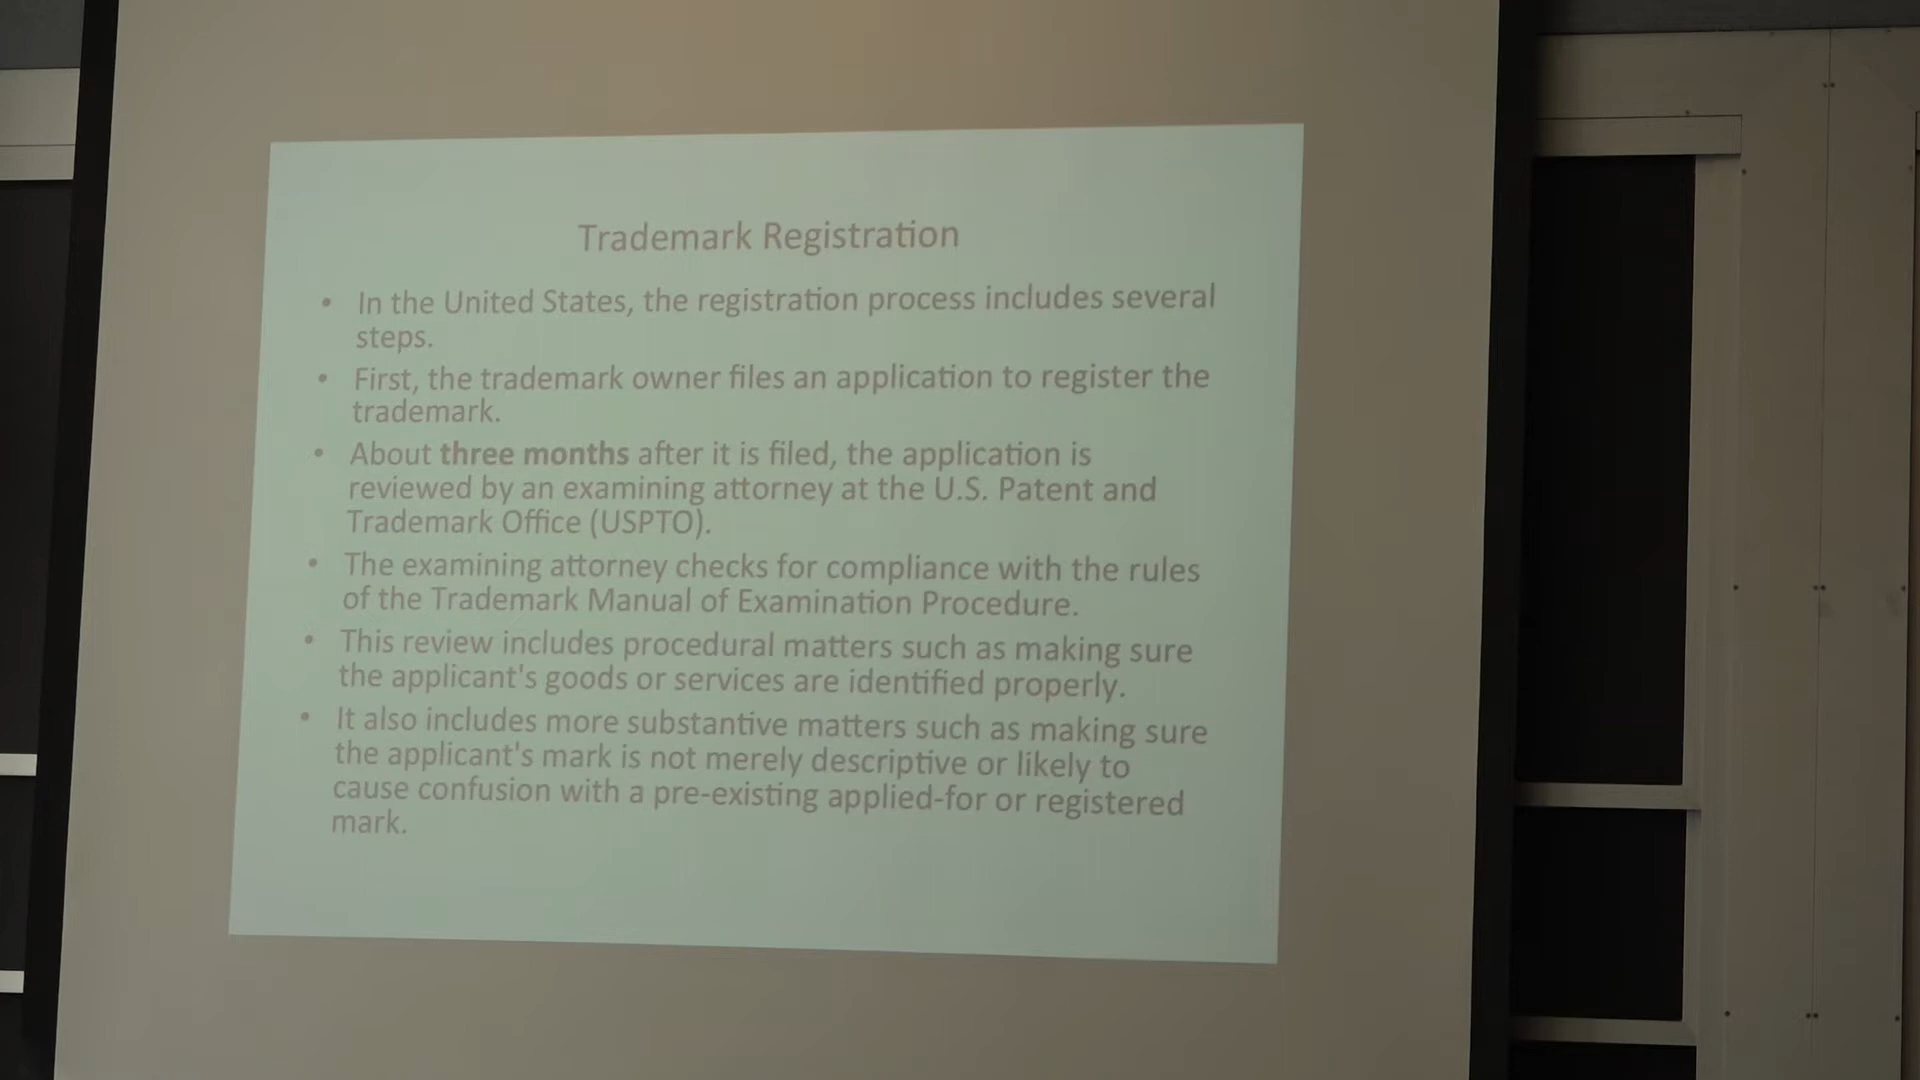 Trademark Registration
• In the United States, the registration process includes several
steps.
• First, the trademark owner files an application to register the
trademark.
• About three months after it is filed, the application is
reviewed by an examining attorney at the U.S. Patent and
Trademark Office (USPTO).
• The examining attorney checks for compliance with the rules
of the Trademark Manual of Examination Procedure.
• This review includes procedural matters such as making sure
the applicant's goods or services are identified properly.
• It also includes more substantive matters such as making sure
the applicant's mark is not merely descriptive or likely to
cause confusion with a pre-existing applied-for or registered
mark.